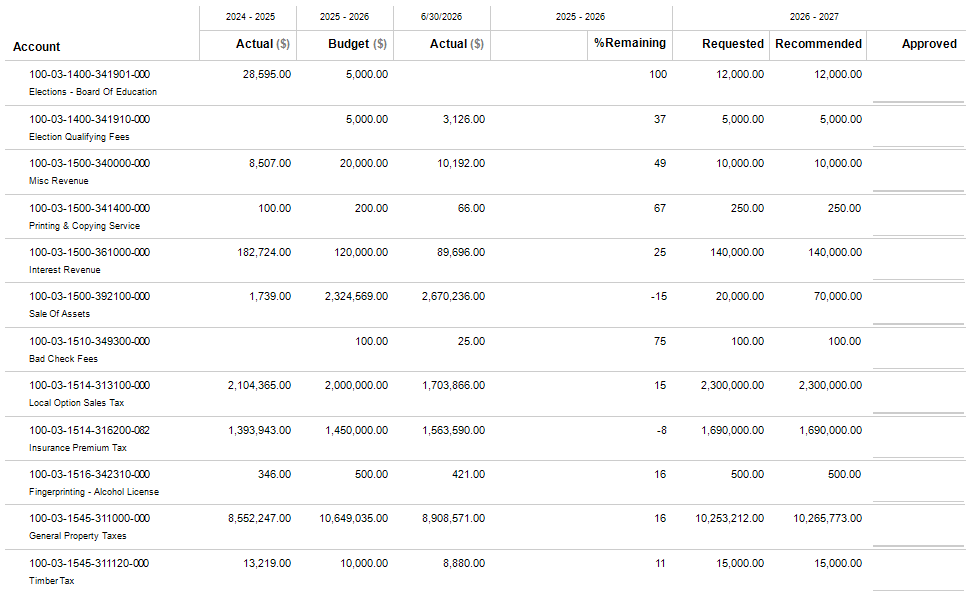 2024 - 2025 2025 - 2026 6/30/2026 2025 - 2026 2026 - 2027
Account Actual ($) Budget ($) Actual ($) %Remaining Requested Recommended Approved
100-03-1400-341901-000 28,595.00 5,000.00 100 12,000.00 12,000.00
Elections - Board Of Education
100-03-1400-341910-000 5,000.00 3,126.00 37 5,000.00 5,000.00
Election Qualifying Fees
100-03-1500-340000-000 8,507.00 20,000.00 10,192.00 49 10,000.00 10,000.00
Misc Revenue
100-03-1500-341400-000 100.00 200.00 66.00 67 250.00 250.00
Printing & Copying Service
100-03-1500-361000-000 182,724.00 120,000.00 89,696.00 25 140,000.00 140,000.00
Interest Revenue
100-03-1500-392100-000 1,739.00 2,324,569.00 2,670,236.00 -15 20,000.00 70,000.00
Sale Of Assets
100-03-1510-349300-000 100.00 25.00 75 100.00 100.00
Bad Check Fees
100-03-1514-313100-000 2,104,365.00 2,000,000.00 1,703,866.00 15 2,300,000.00 2,300,000.00
Local Option Sales Tax
100-03-1514-316200-082 1,393,943.00 1,450,000.00 1,563,590.00 -8 1,690,000.00 1,690,000.00
Insurance Premium Tax
100-03-1516-342310-000 346.00 500.00 421.00 16 500.00 500.00
Fingerprinting - Alcohol License
100-03-1545-311000-000 8,552,247.00 10,649,035.00 8,908,571.00 16 10,253,212.00 10,265,773.00
General Property Taxes
100-03-1545-311120-000 13,219.00 10,000.00 8,880.00 11 15,000.00 15,000.00
Timber Tax